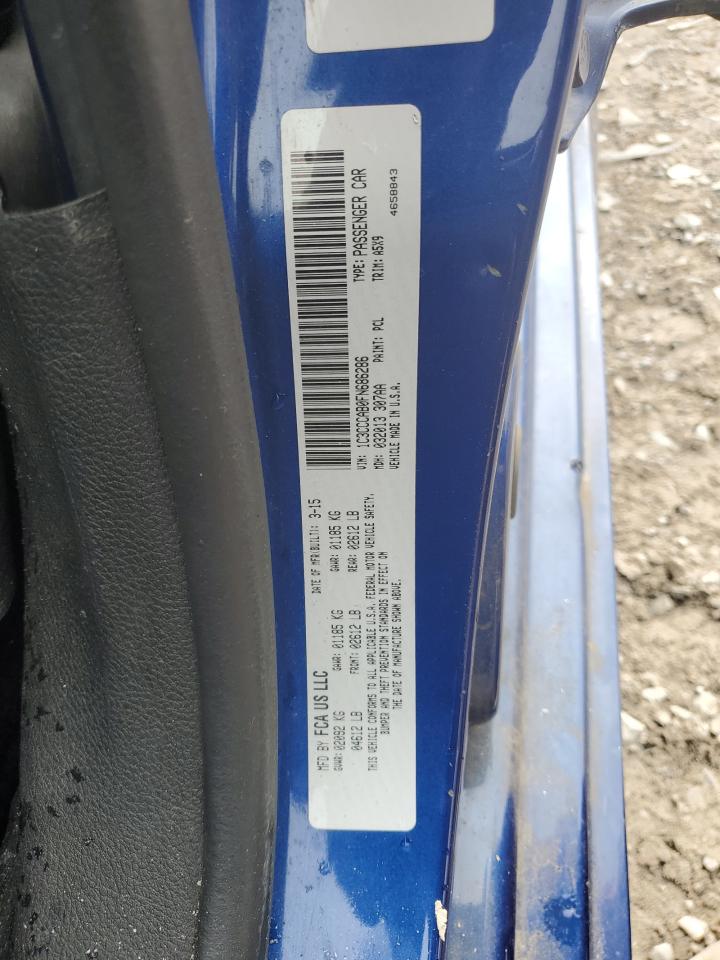 MFD BY FCA US LLC
DATE OF MFR(BUILT): 3-15
GVWR: 02092 KG
GAWR: 01185 KG
GAWR: 01185 KG
04612 LB
FRONT: 02612 LB
REAR: 02612 LB
THIS VEHICLE CONFORMS TO ALL APPLICABLE U.S.A. FEDERAL MOTOR VEHICLE SAFETY,
BUMPER AND THEFT PREVENTION STANDARDS IN EFFECT ON
THE DATE OF MANUFACTURE SHOWN ABOVE.
VIN: 1C3CCCAB0FN686286
TYPE: PASSENGER CAR
MDH: 032013 307AA
PAINT: PCL
TRIM: A5X9
VEHICLE MADE IN U.S.A.
4658843